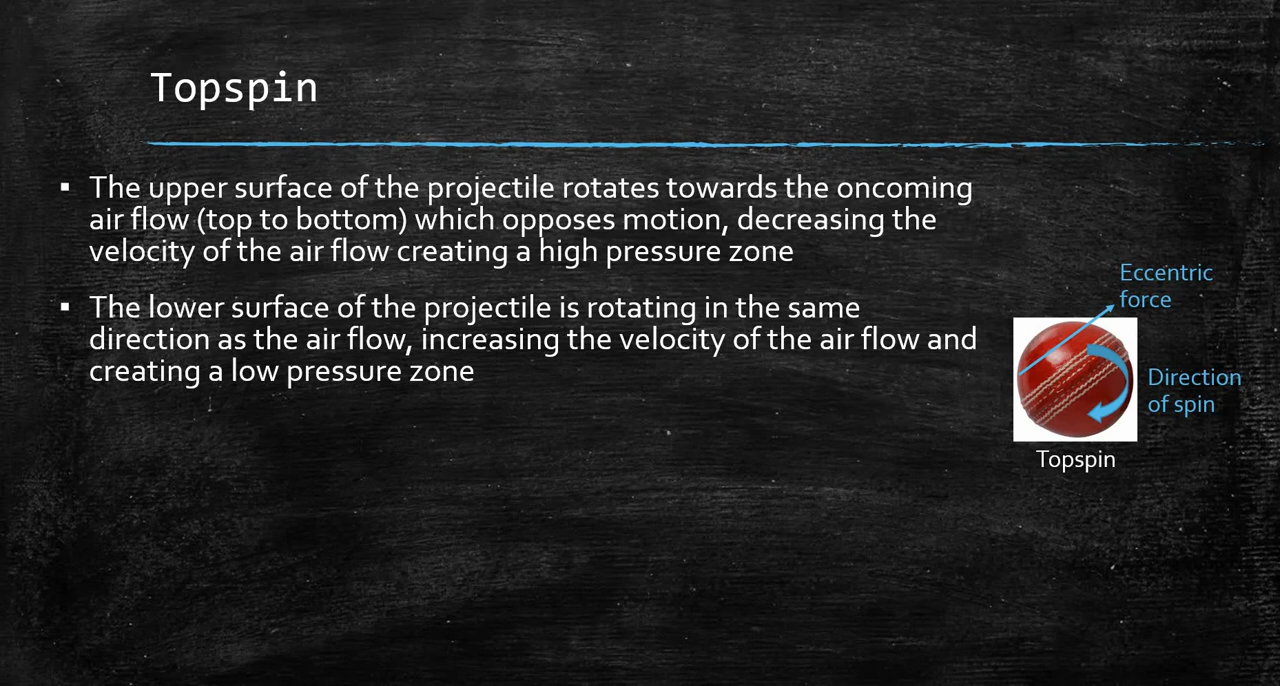 Topspin
▪ The upper surface of the projectile rotates towards the oncoming
air flow (top to bottom) which opposes motion, decreasing the
velocity of the air flow creating a high pressure zone
▪ The lower surface of the projectile is rotating in the same
direction as the air flow, increasing the velocity of the air flow and
creating a low pressure zone
Eccentric
force
Direction
of spin
Topspin